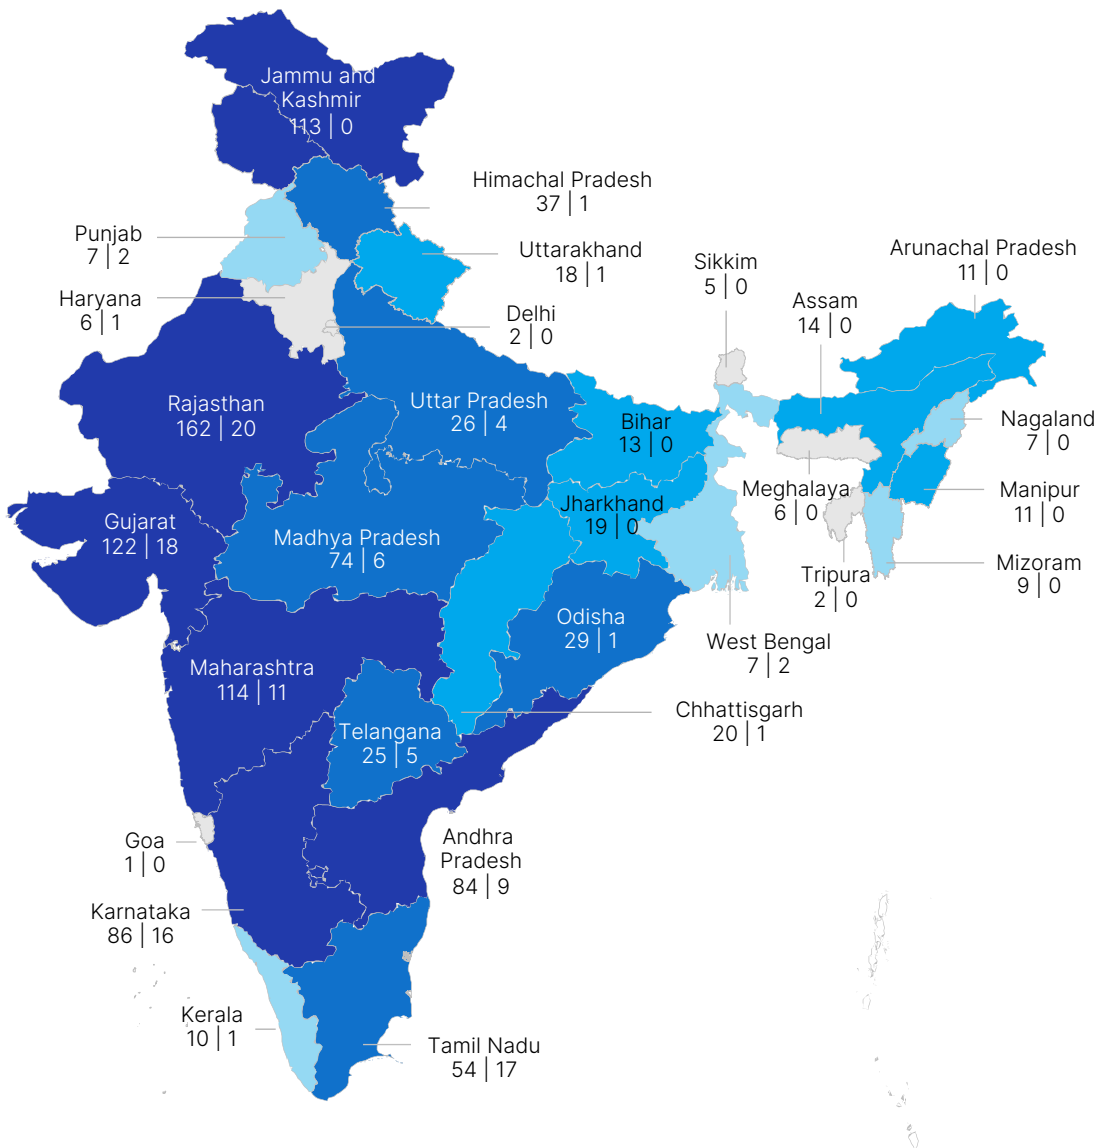 Jammu and
Kashmir
113 | 0
Himachal Pradesh
37 | 1
Punjab
7 | 2
Uttarakhand
18 | 1
Arunachal Pradesh
11 | 0
Sikkim
5 | 0
Haryana
6 | 1
Assam
14 | 0
Delhi
2 | 0
Rajasthan
162 | 20
Uttar Pradesh
26 | 4
Bihar
13 | 0
Nagaland
7 | 0
Meghalaya
6 | 0
Manipur
11 | 0
Jharkhand
19 | 0
Gujarat
122 | 18
Madhya Pradesh
74 | 6
Mizoram
9 | 0
Tripura
2 | 0
Odisha
29 | 1
West Bengal
7 | 2
Maharashtra
114 | 11
Chhattisgarh
20 | 1
Telangana
25 | 5
Goa
1 | 0
Andhra
Pradesh
84 | 9
Karnataka
86 | 16
Kerala
10 | 1
Tamil Nadu
54 | 17